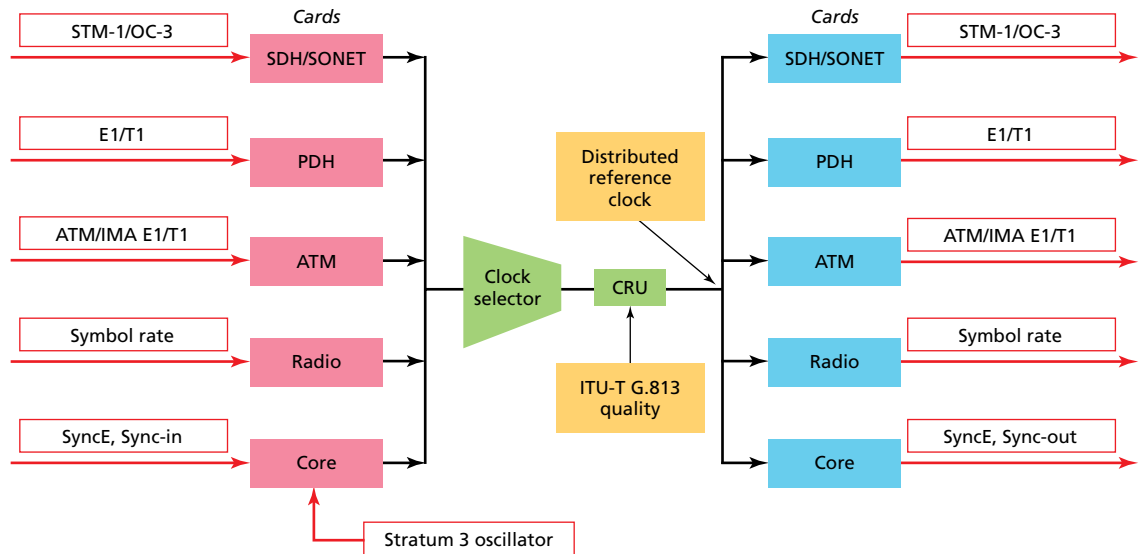 Cards
STM-1/OC-3
SDH/SONET
E1/T1
PDH
ATM/IMA E1/T1
ATM
Symbol rate
Radio
SyncE, Sync-in
Core
Stratum 3 oscillator
Clock
selector
CRU
Distributed
reference
clock
ITU-T G.813
quality
Cards
SDH/SONET
STM-1/OC-3
PDH
E1/T1
ATM
ATM/IMA E1/T1
Radio
Symbol rate
Core
SyncE, Sync-out